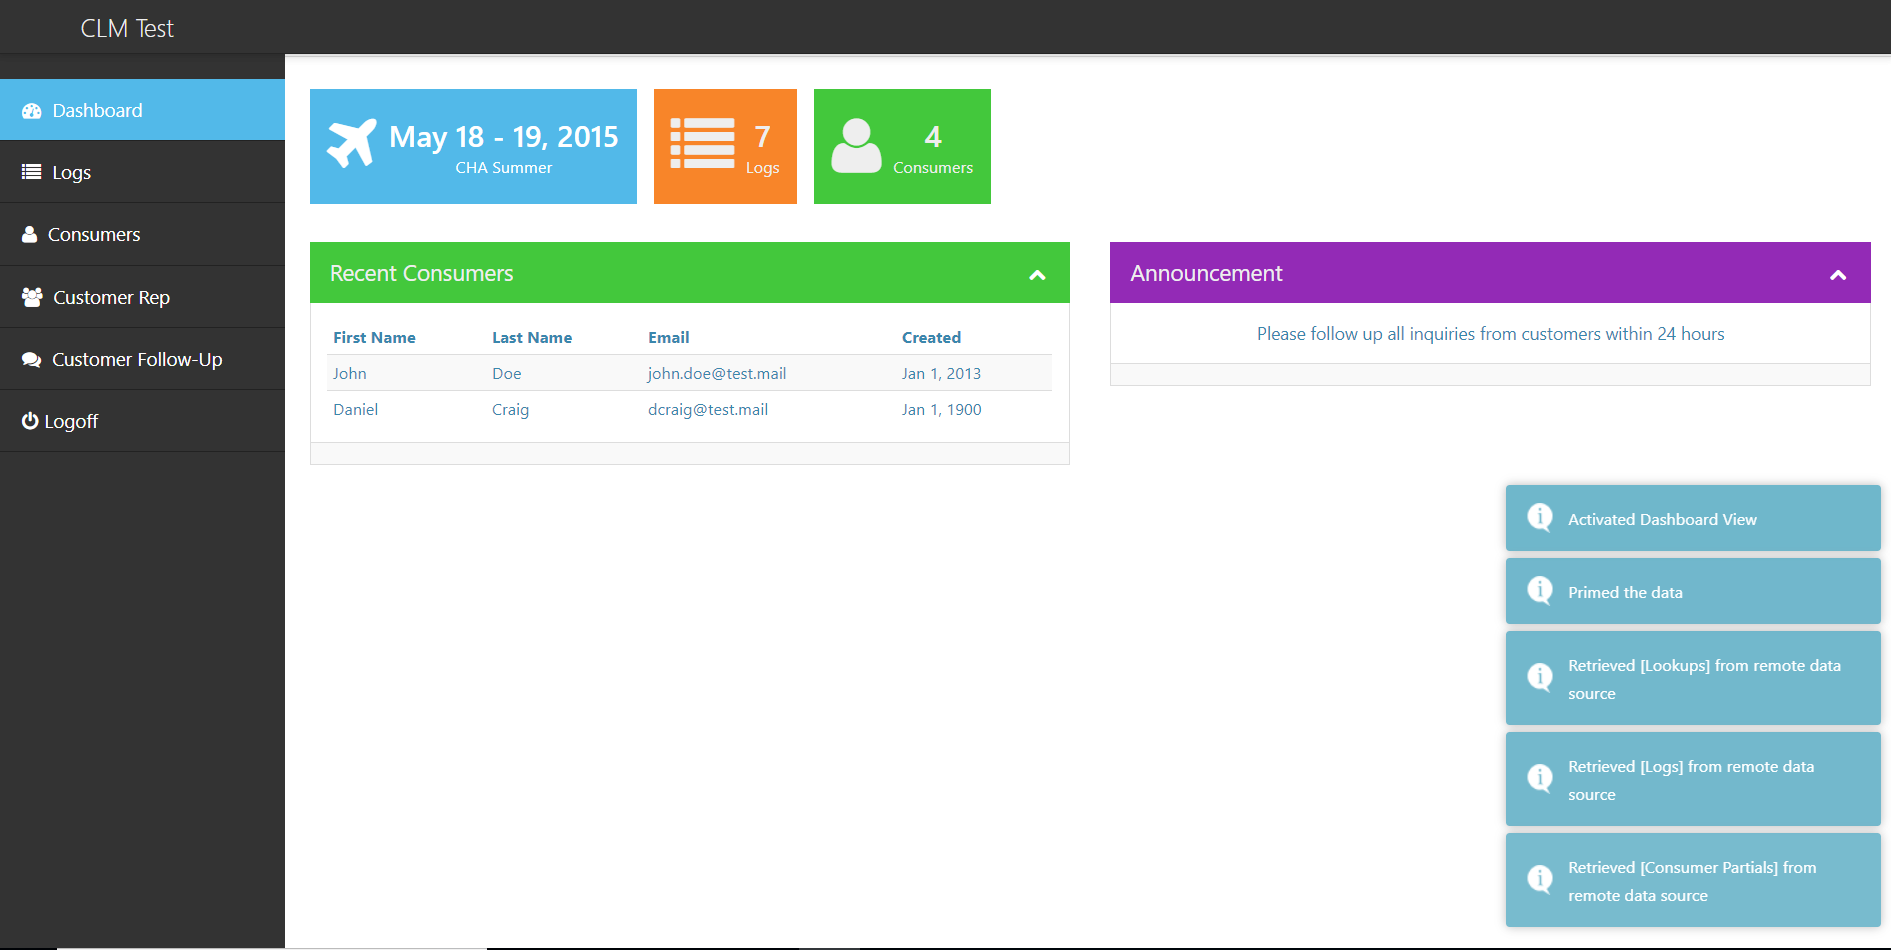 CLM Test
Dashboard
Logs
Consumers
Customer Rep
Customer Follow-Up
Logoff
May 18 - 19, 2015
CHA Summer
7
Logs
4
Consumers
Recent Consumers
First Name Last Name Email Created
John Doe john.doe@test.mail Jan 1, 2013
Daniel Craig dcraig@test.mail Jan 1, 1900
Announcement
Please follow up all inquiries from customers within 24 hours
Activated Dashboard View
Primed the data
Retrieved [Lookups] from remote data
source
Retrieved [Logs] from remote data
source
Retrieved [Consumer Partials] from
remote data source